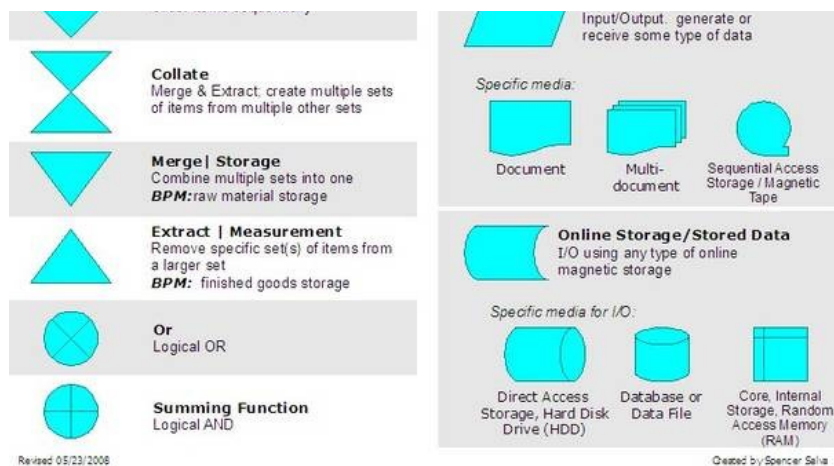 Collate
Merge & Extract; create multiple sets
of items from multiple other sets
Merge| Storage
Combine multiple sets into one
BPM:raw material storage
Extract | Measurement
Remove specific set(s) of items from
a larger set
BPM: finished goods storage
Or
Logical OR
Summing Function
Logical AND
Revised 05/23/2008
Input/Output. generate or
receive some type of data
Specific media:
Document
Multi-
document
Sequential Access
Storage / Magnetic
Tape
Online Storage/Stored Data
I/O using any type of online
magnetic storage
Specific media for I/O:
Direct Access
Storage, Hard Disk
Drive (HDD)
Database or
Data File
Core, Internal
Storage, Random
Access Memory
(RAM)
Created by Spencer Salva